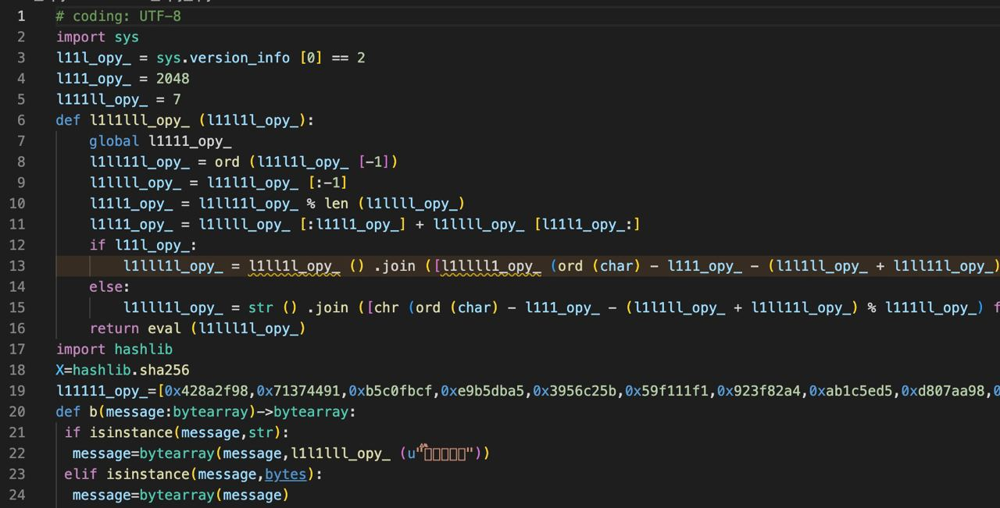 1 # coding: UTF-8
2 import sys
3 l11l_opy_ = sys.version_info [0] == 2
4 l111_opy_ = 2048
5 l111ll_opy_ = 7
6 def l1l1lll_opy_ (l11l1l_opy_):
7 global l1111_opy_
8 l1ll11l_opy_ = ord (l11l1l_opy_ [-1])
9 l1llll_opy_ = l11l1l_opy_ [:-1]
10 l11l1_opy_ = l1ll11l_opy_ % len (l1llll_opy_)
11 l1l11_opy_ = l1llll_opy_ [:l11l1_opy_] + l1llll_opy_ [l11l1_opy_:]
12 if l11l_opy_:
13 l1lll1l_opy_ = l1ll1l_opy_ () .join ([l1llll1_opy_ (ord (char) - l111_opy_ - (l1l1ll_opy_ + l1ll11l_opy_)
14 else:
15 l1lll1l_opy_ = str () .join ([chr (ord (char) - l111_opy_ - (l1l1ll_opy_ + l1ll11l_opy_) % l111ll_opy_) f
16 return eval (l1lll1l_opy_)
17 import hashlib
18 X=hashlib.sha256
19 l11111_opy_=[0x428a2f98,0x71374491,0xb5c0fbcf,0xe9b5dba5,0x3956c25b,0x59f111f1,0x923f82a4,0xab1c5ed5,0xd807aa98,0
20 def b(message:bytearray)->bytearray:
21 if isinstance(message,str):
22 message=bytearray(message,l1l1lll_opy_ (u""))
23 elif isinstance(message,bytes):
24 message=bytearray(message)